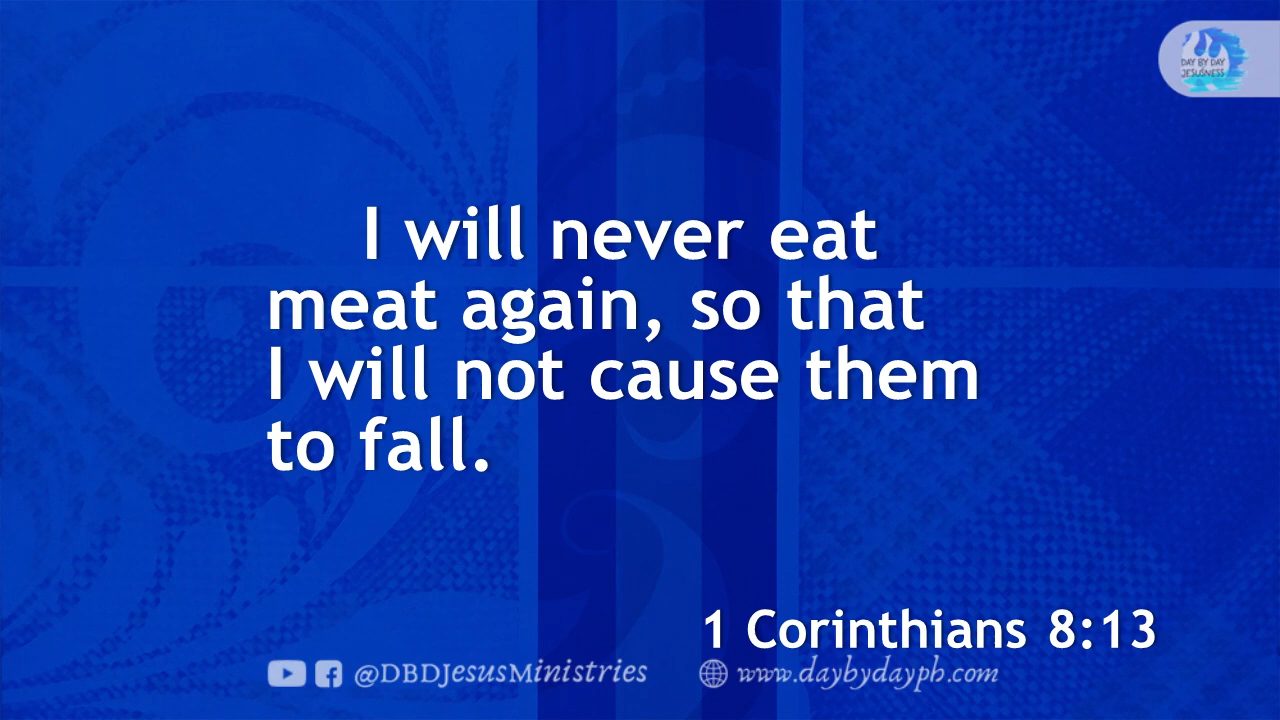 DAY BY DAY
JESUSNESS
I will never eat
meat again, so that
I will not cause them
to fall.
1 Corinthians 8:13
@DBDJesusMinistries
www.daybydayph.com